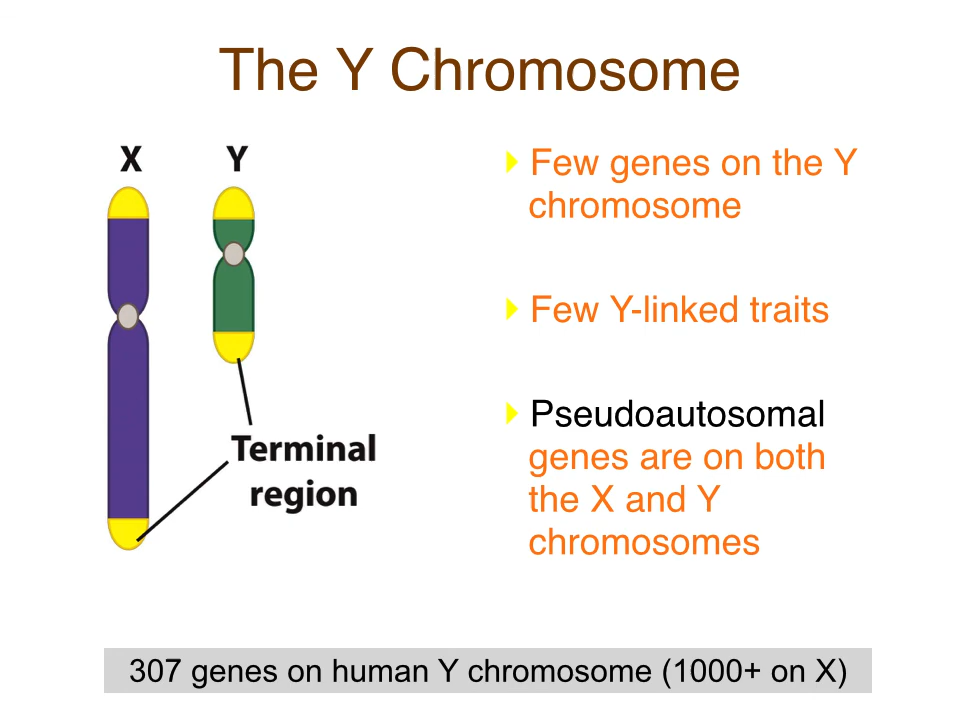 The Y Chromosome
X
Y
Terminal
region
Few genes on the Y
chromosome
Few Y-linked traits
Pseudoautosomal
genes are on both
the X and Y
chromosomes
307 genes on human Y chromosome (1000+ on X)